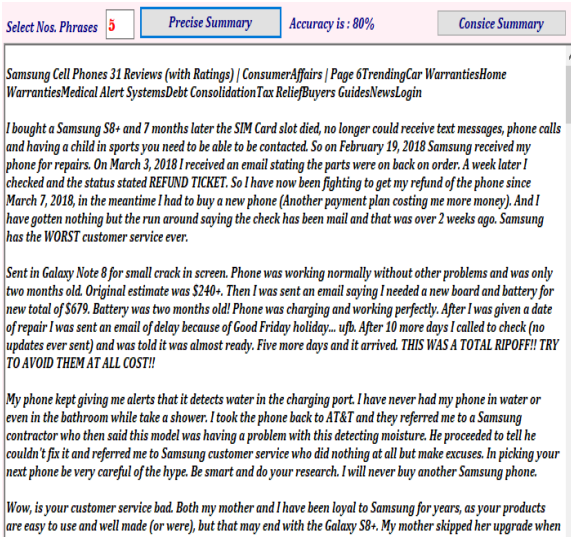 Select Nos. Phrases 5 Precise Summary Accuracy is : 80% Consice Summary
Samsung Cell Phones 31 Reviews (with Ratings) | ConsumerAffairs | Page 6TrendingCar WarrantiesHome
WarrantiesMedical Alert SystemsDebt ConsolidationTax ReliefBuyers GuidesNewsLogin
I bought a Samsung S8+ and 7 months later the SIM Card slot died, no longer could receive text messages, phone calls
and having a child in sports you need to be able to be contacted. So on February 19, 2018 Samsung received my
phone for repairs. On March 3, 2018 I received an email stating the parts were on back on order. A week later I
checked and the status stated REFUND TICKET. So I have now been fighting to get my refund of the phone since
March 7, 2018, in the meantime I had to buy a new phone (Another payment plan costing me more money). And I
have gotten nothing but the run around saying the check has been mail and that was over 2 weeks ago. Samsung
has the WORST customer service ever.
Sent in Galaxy Note 8 for small crack in screen. Phone was working normally without other problems and was only
two months old. Original estimate was $240+. Then I was sent an email saying I needed a new board and battery for
new total of $679. Battery was two months old! Phone was charging and working perfectly. After I was given a date
of repair I was sent an email of delay because of Good Friday holiday... ufb. After 10 more days I called to check (no
updates ever sent) and was told it was almost ready. Five more days and it arrived. THIS WAS A TOTAL RIPOFF!! TRY
TO AVOID THEM AT ALL COST!!
My phone kept giving me alerts that it detects water in the charging port. I have never had my phone in water or
even in the bathroom while take a shower. I took the phone back to AT&T and they referred me to a Samsung
contractor who then said this model was having a problem with this detecting moisture. He proceeded to tell he
couldn't fix it and referred me to Samsung customer service who did nothing at all but make excuses. In picking your
next phone be very careful of the hype. Be smart and do your research. I will never buy another Samsung phone.
Wow, is your customer service bad. Both my mother and I have been loyal to Samsung for years, as your products
are easy to use and well made (or were), but that may end with the Galaxy S8+. My mother skipped her upgrade when